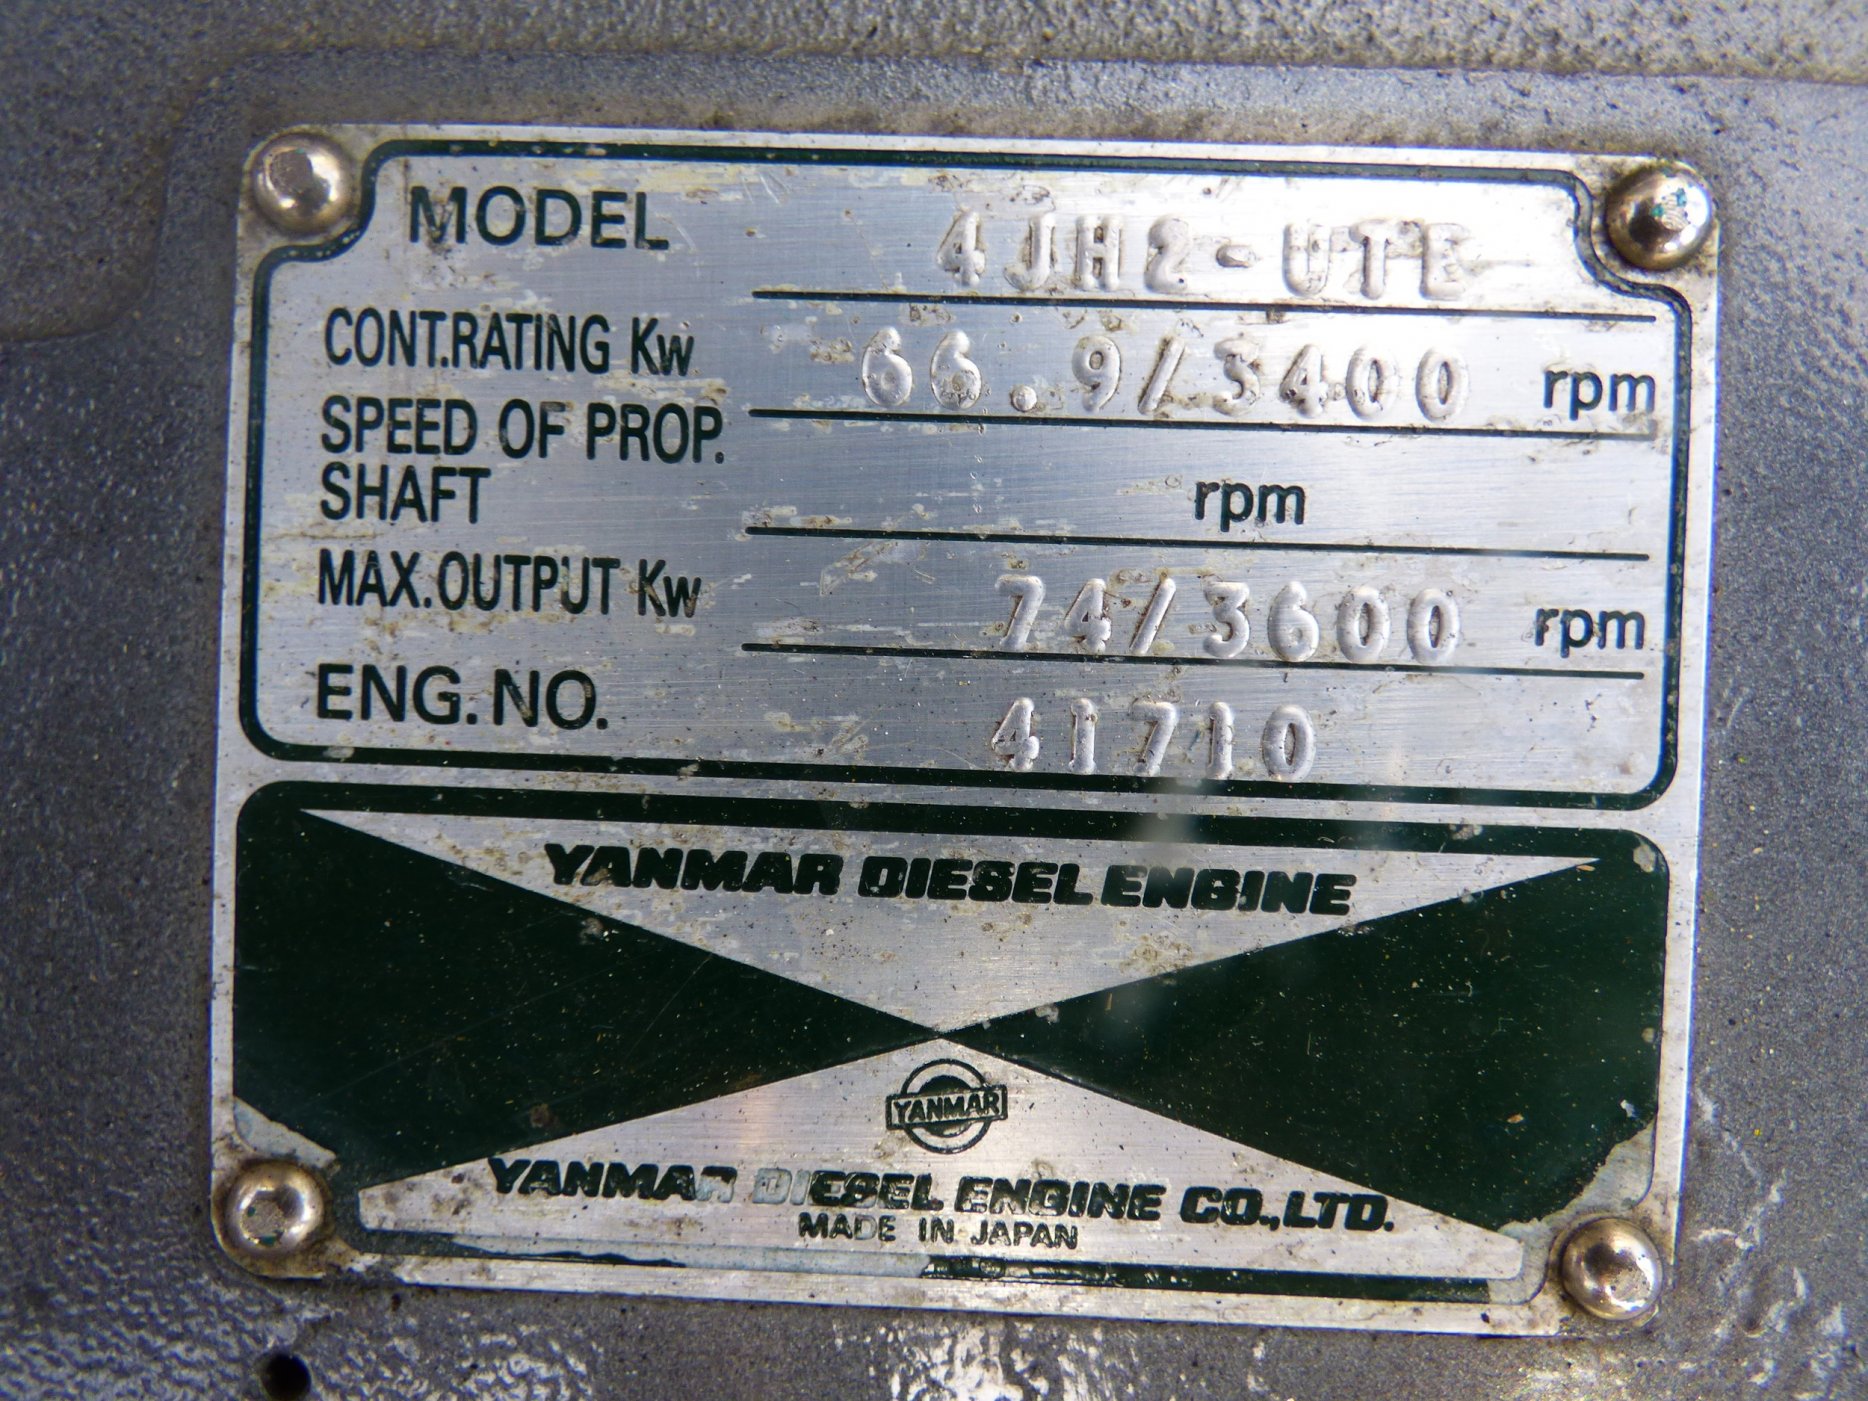 MODEL 4JH2-UTE
CONT.RATING Kw 66.9/3400 rpm
SPEED OF PROP.
SHAFT rpm
MAX.OUTPUT Kw 74/3600 rpm
ENG.NO. 41710
YANMAR DIESEL ENGINE
YANMAR
YANMAR DIESEL ENGINE CO.,LTD.
MADE IN JAPAN